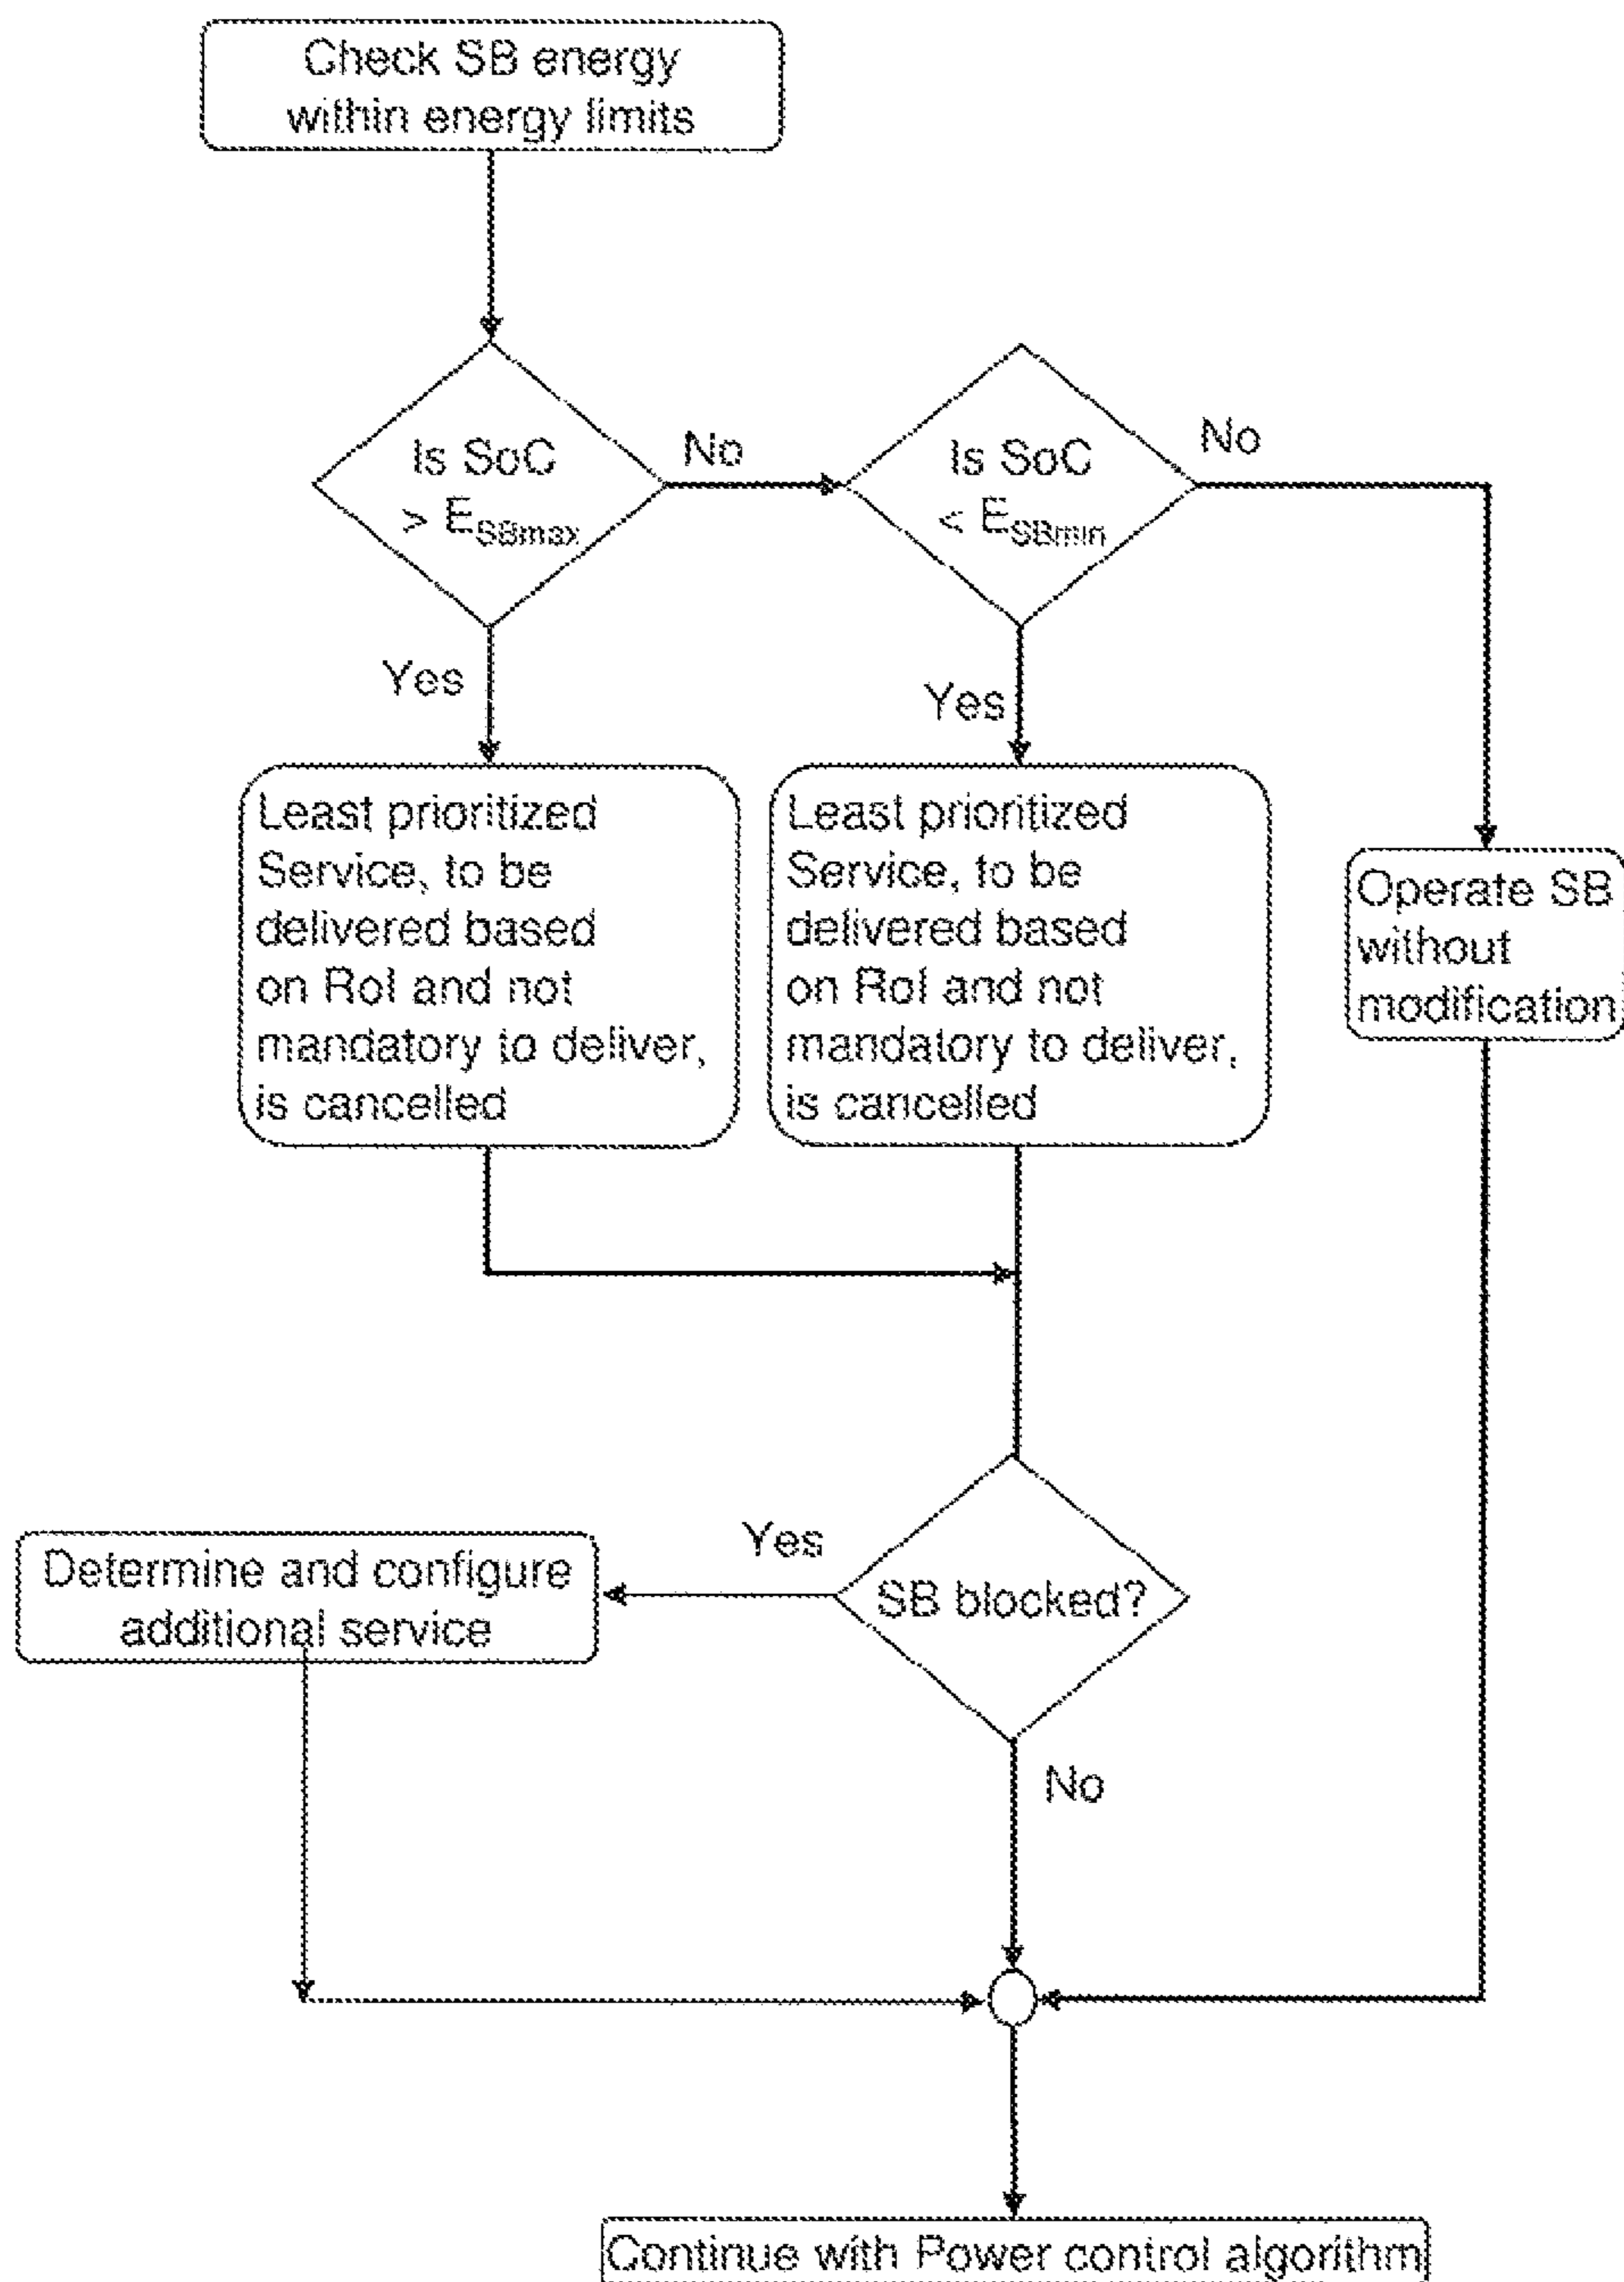 Check SB energy
within energy limits
Is SoC
> E_SBmax
No
Is SoC
< E_SBmin
No
Yes
Yes
Least prioritized
Service, to be
delivered based
on RoI and not
mandatory to deliver,
is cancelled
Least prioritized
Service, to be
delivered based
on RoI and not
mandatory to deliver,
is cancelled
Operate SB
without
modification
Yes
SB blocked?
Determine and configure
additional service
No
Continue with Power control algorithm